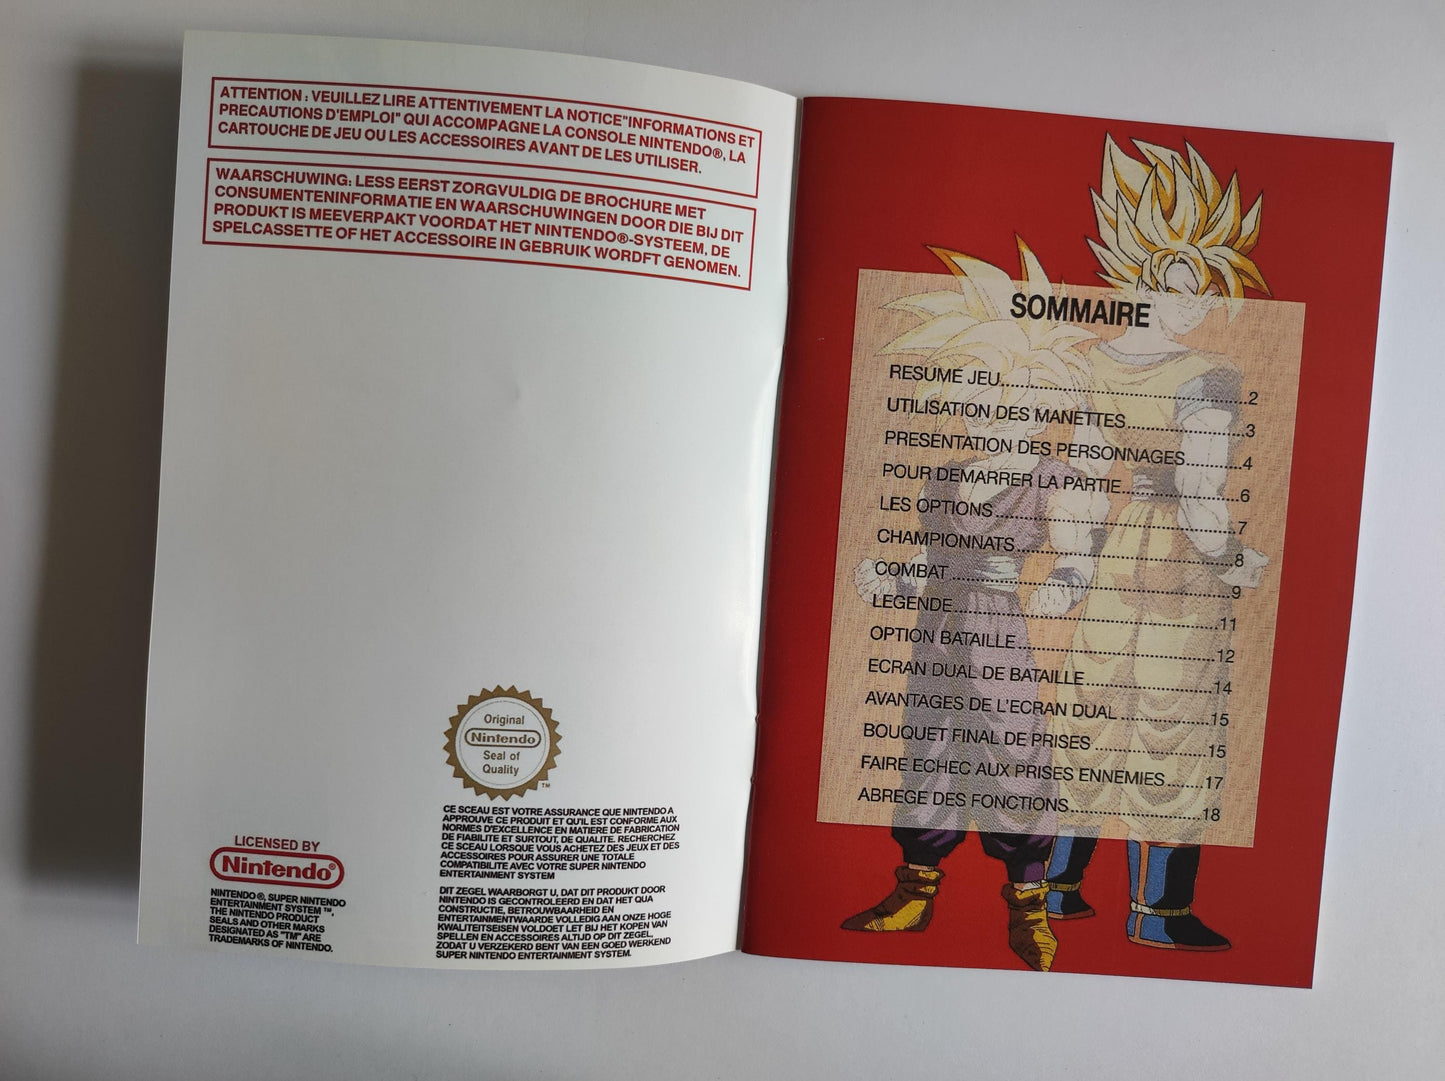 ATTENTION : VEUILLEZ LIRE ATTENTIVEMENT LA NOTICE"INFORMATIONS ET
PRECAUTIONS D'EMPLOI" QUI ACCOMPAGNE LA CONSOLE NINTENDO®, LA
CARTOUCHE DE JEU OU LES ACCESSOIRES AVANT DE LES UTILISER.
WAARSCHUWING: LESS EERST ZORGVULDIG DE BROCHURE MET
CONSUMENTENINFORMATIE EN WAARSCHUWINGEN DOOR DIE BIJ DIT
PRODUKT IS MEEVERPAKT VOORDAT HET NINTENDO®-SYSTEEM, DE
SPELCASSETTE OF HET ACCESSOIRE IN GEBRUIK WORDFT GENOMEN.
Original
Nintendo
Seal of
Quality
TM
CE SCEAU EST VOTRE ASSURANCE QUE NINTENDO A
APPROUVE CE PRODUIT ET QU'IL EST CONFORME AUX
NORMES D'EXCELLENCE EN MATIERE DE FABRICATION
DE FIABILITE ET SURTOUT, DE QUALITE. RECHERCHEZ
CE SCEAU LORSQUE VOUS ACHETEZ DES JEUX ET DES
ACCESSOIRES POUR ASSURER UNE TOTALE
COMPATIBILITE AVEC VOTRE SUPER NINTENDO
ENTERTAINMENT SYSTEM
DIT ZEGEL WAARBORGT U, DAT DIT PRODUKT DOOR
NINTENDO IS GECONTROLEERD EN DAT HET QUA
CONSTRUCTIE, BETROUWBAARHEID EN
ENTERTAINMENTWAARDE VOLLEDIG AAN ONZE HOGE
KWALITEITSEISEN VOLDOET LET BIJ HET KOPEN VAN
SPELLEN EN ACCESSOIRES ALTIJD OP DIT ZEGEL,
ZODAT U VERZEKERD BENT VAN EEN GOED WERKEND
SUPER NINTENDO ENTERTAINMENT SYSTEM.
LICENSED BY
Nintendo®
NINTENDO®, SUPER NINTENDO
ENTERTAINMENT SYSTEM ™,
THE NINTENDO PRODUCT
SEALS AND OTHER MARKS
DESIGNATED AS "TM" ARE
TRADEMARKS OF NINTENDO.
SOMMAIRE
RESUME JEU..........2
UTILISATION DES MANETTES..........3
PRESENTATION DES PERSONNAGES..........4
POUR DEMARRER LA PARTIE..........6
LES OPTIONS..........7
CHAMPIONNATS..........8
COMBAT..........9
LEGENDE..........11
OPTION BATAILLE..........12
ECRAN DUAL DE BATAILLE..........14
AVANTAGES DE L'ECRAN DUAL..........15
BOUQUET FINAL DE PRISES..........15
FAIRE ECHEC AUX PRISES ENNEMIES..........17
ABREGE DES FONCTIONS..........18